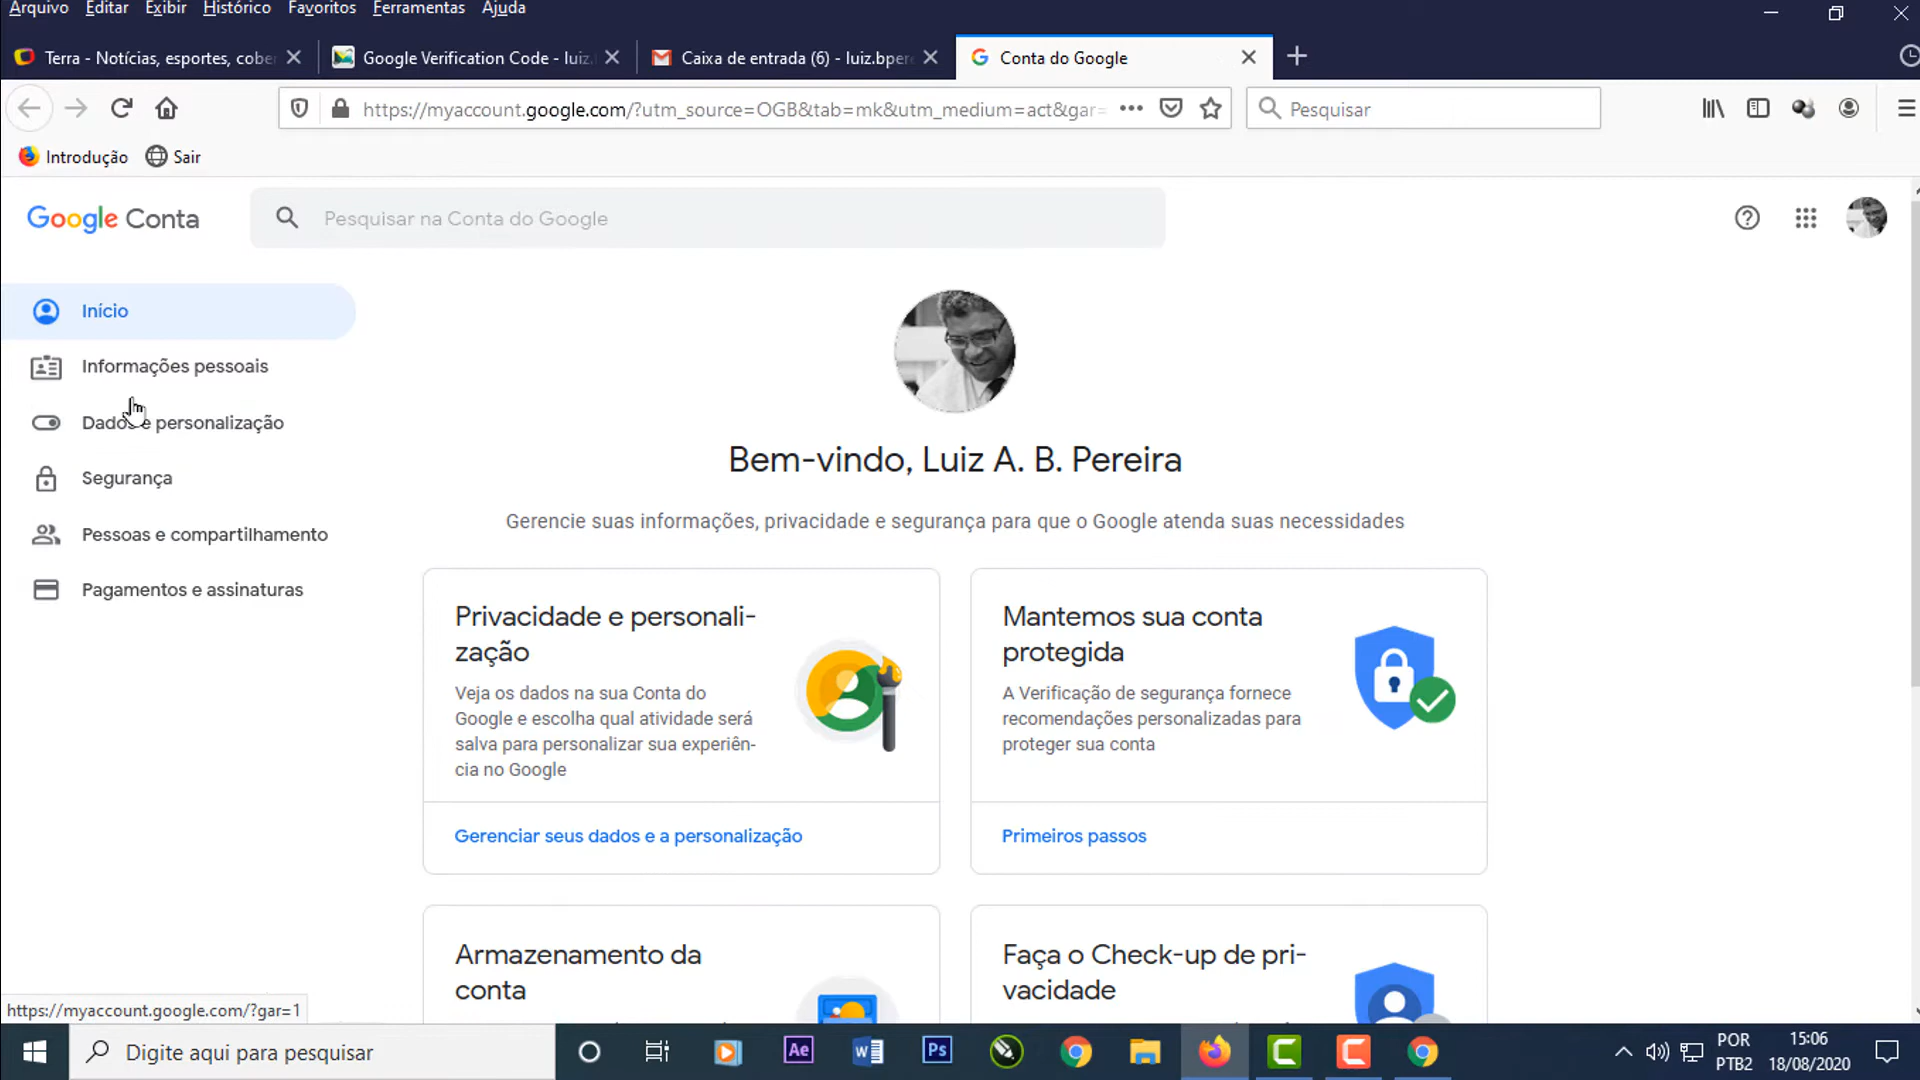 Arquivo Editar Exibir Histórico Favoritos Ferramentas Ajuda
Terra - Notícias, esportes, cober
Google Verification Code - luiz.
Caixa de entrada (6) - luiz.bpere
Conta do Google
https://myaccount.google.com/?utm_source=OGB&tab=mk&utm_medium=act&gar=
Pesquisar
Introdução
Sair
Google Conta
Pesquisar na Conta do Google
Início
Informações pessoais
Dados e personalização
Segurança
Pessoas e compartilhamento
Pagamentos e assinaturas
Bem-vindo, Luiz A. B. Pereira
Gerencie suas informações, privacidade e segurança para que o Google atenda suas necessidades
Privacidade e personali-
zação
Veja os dados na sua Conta do
Google e escolha qual atividade será
salva para personalizar sua experiên-
cia no Google
Gerenciar seus dados e a personalização
Mantemos sua conta
protegida
A Verificação de segurança fornece
recomendações personalizadas para
proteger sua conta
Primeiros passos
Armazenamento da
conta
Faça o Check-up de pri-
vacidade
https://myaccount.google.com/?gar=1
Digite aqui para pesquisar
Ae
Ps
POR
PTB2
15:06
18/08/2020